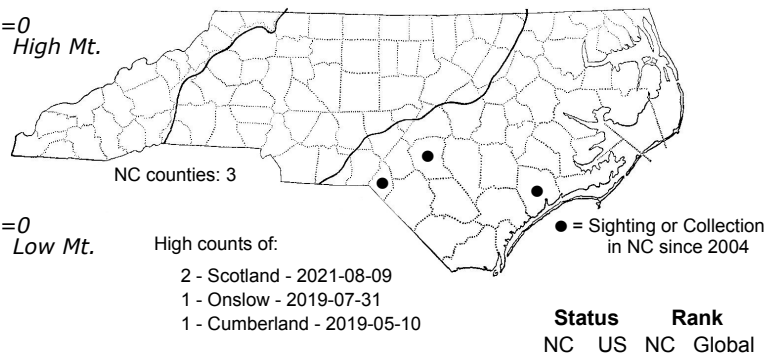 =0
High Mt.
NC counties: 3
=0
Low Mt.
High counts of:
2 - Scotland - 2021-08-09
1 - Onslow - 2019-07-31
1 - Cumberland - 2019-05-10
● = Sighting or Collection
in NC since 2004
Status Rank
NC US NC Global